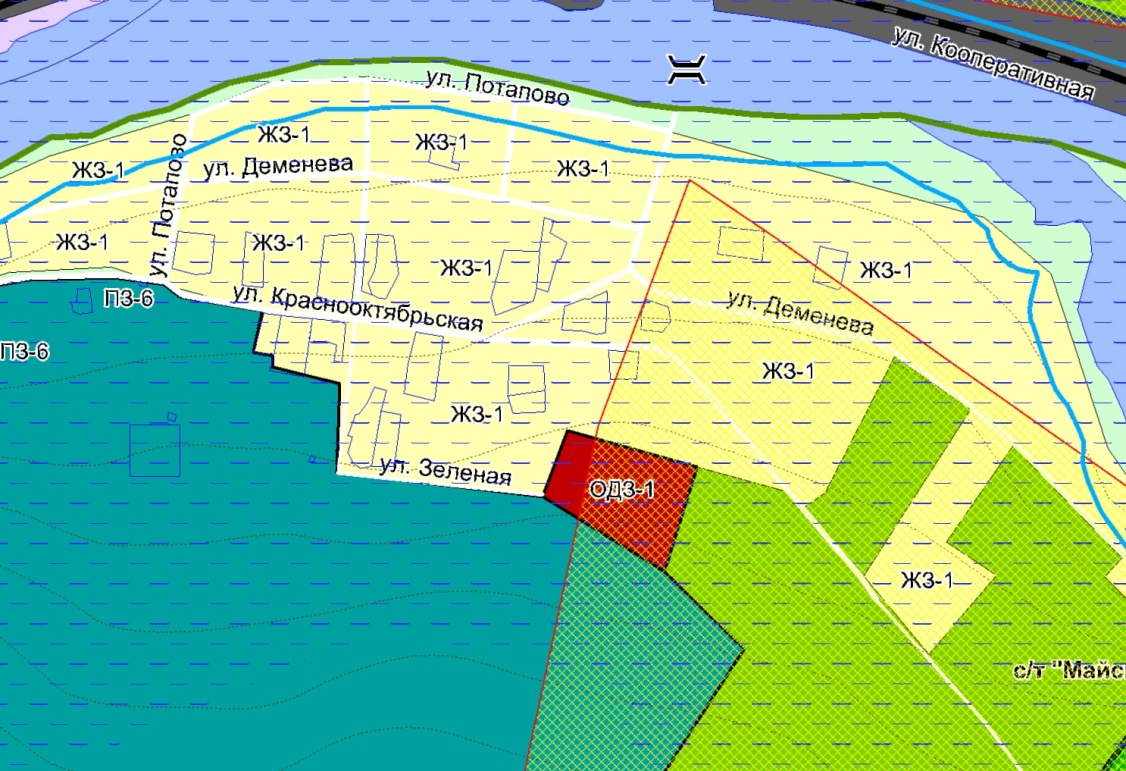 ул. Кооперативная
ул. Потапово
ЖЗ-1
ЖЗ-1
ЖЗ-1
ул. Деменева
ЖЗ-1
ул. Потапово
ЖЗ-1
ЖЗ-1
ЖЗ-1
ЖЗ-1
ПЗ-6
ул. Краснооктябрьская
ул. Деменева
ПЗ-6
ЖЗ-1
ЖЗ-1
ул. Зеленая
ОДЗ-1
ЖЗ-1
с/т "Майс